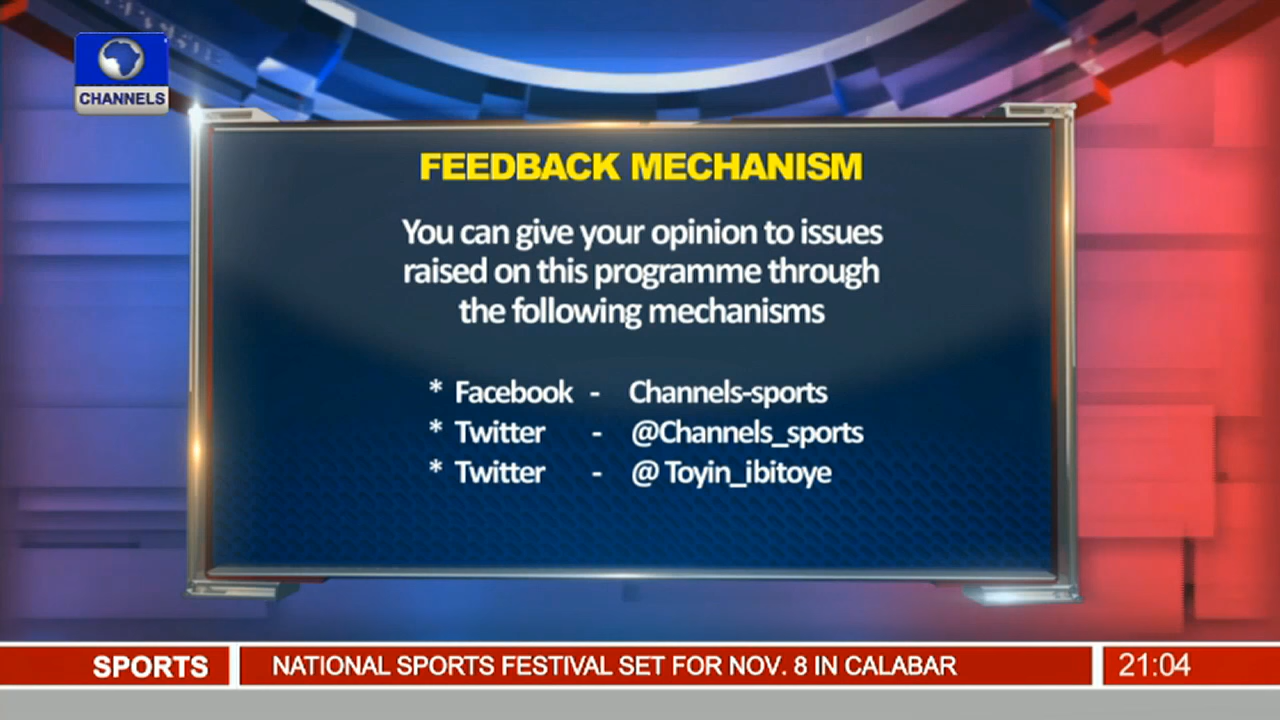 CHANNELS
FEEDBACK MECHANISM
You can give your opinion to issues
raised on this programme through
the following mechanisms
* Facebook - Channels-sports
* Twitter - @Channels_sports
* Twitter - @ Toyin_ibitoye
SPORTS NATIONAL SPORTS FESTIVAL SET FOR NOV. 8 IN CALABAR 21:04